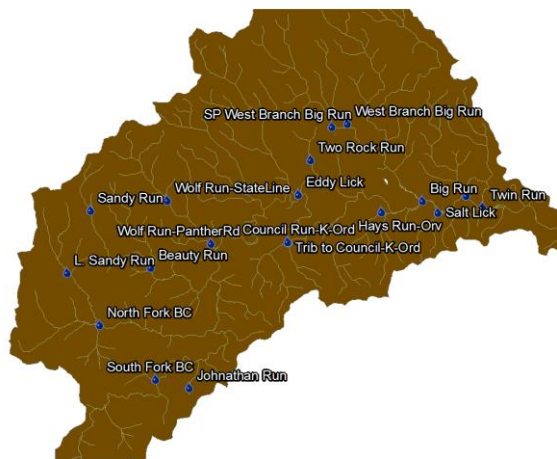 SP West Branch Big Run
West Branch Big Run
Two Rock Run
Wolf Run-StateLine
Eddy Lick
Sandy Run
Big Run
Twin Run
Salt Lick
Wolf Run-PantherRd
Council Run-K-Ord
Hays Run-Orv
Trib to Council-K-Ord
L. Sandy Run
Beauty Run
North Fork BC
South Fork BC
Johnathan Run